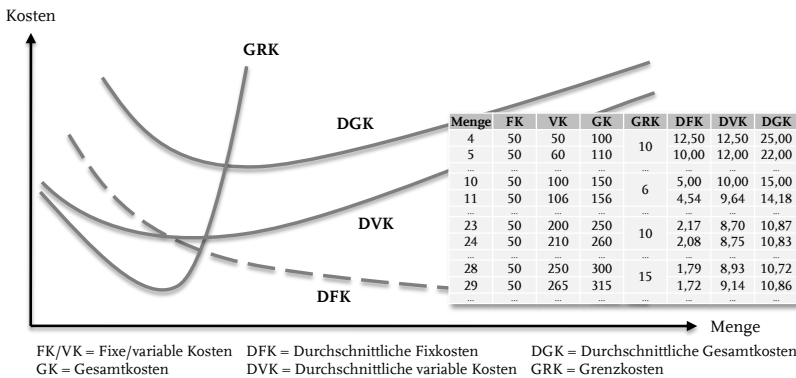 Kosten
GRK
DGK
Menge FK VK GK GRK DFK DVK DGK
4 50 50 100 10 12,50 12,50 25,00
5 50 60 110 10,00 12,00 22,00
... ... ... ... ... ... ...
10 50 100 150 6 5,00 10,00 15,00
11 50 106 156 4,54 9,64 14,18
... ... ... ... ... ... ...
23 50 200 250 10 2,17 8,70 10,87
24 50 210 260 2,08 8,75 10,83
... ... ... ... ... ... ...
28 50 250 300 15 1,79 8,93 10,72
29 50 265 315 1,72 9,14 10,86
... ... ... ... ... ... ...
DVK
DFK
Menge
FK/VK = Fixe/variable Kosten DFK = Durchschnittliche Fixkosten DGK = Durchschnittliche Gesamtkosten
GK = Gesamtkosten DVK = Durchschnittliche variable Kosten GRK = Grenzkosten